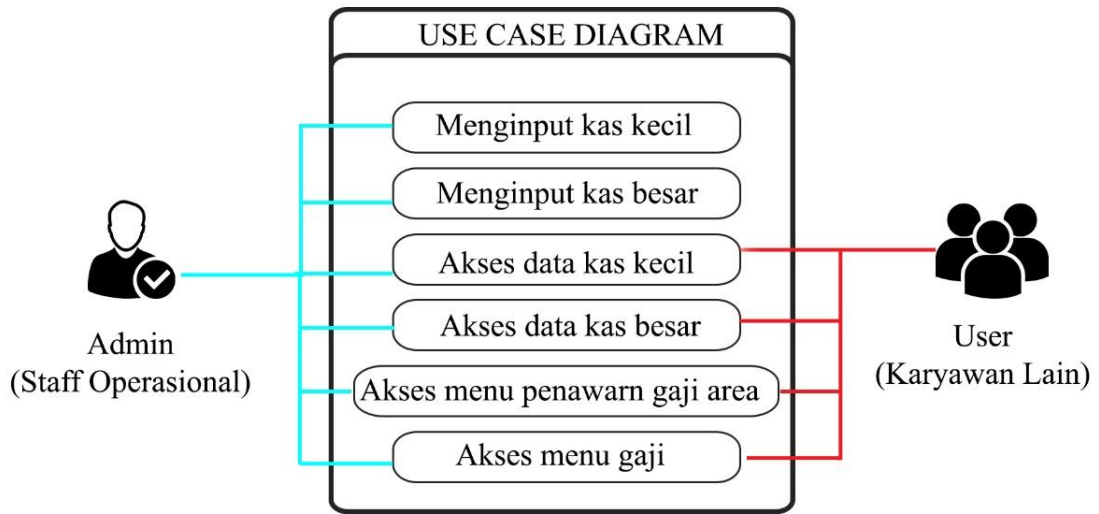 USE CASE DIAGRAM
Menginput kas kecil
Menginput kas besar
Akses data kas kecil
Akses data kas besar
Akses menu penawarn gaji area
Akses menu gaji
Admin
(Staff Operasional)
User
(Karyawan Lain)